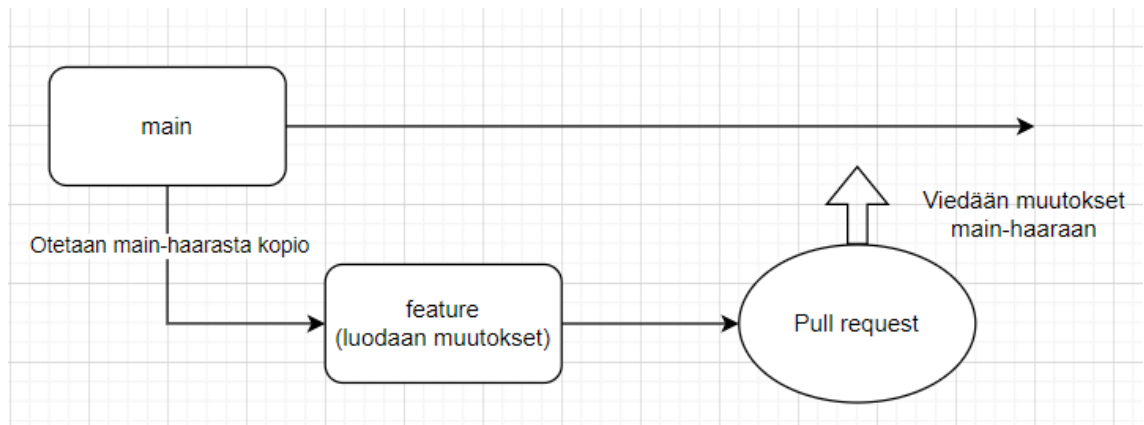 main
Otetaan main-haarasta kopio
feature
(luodaan muutokset)
Pull request
Viedään muutokset
main-haaraan